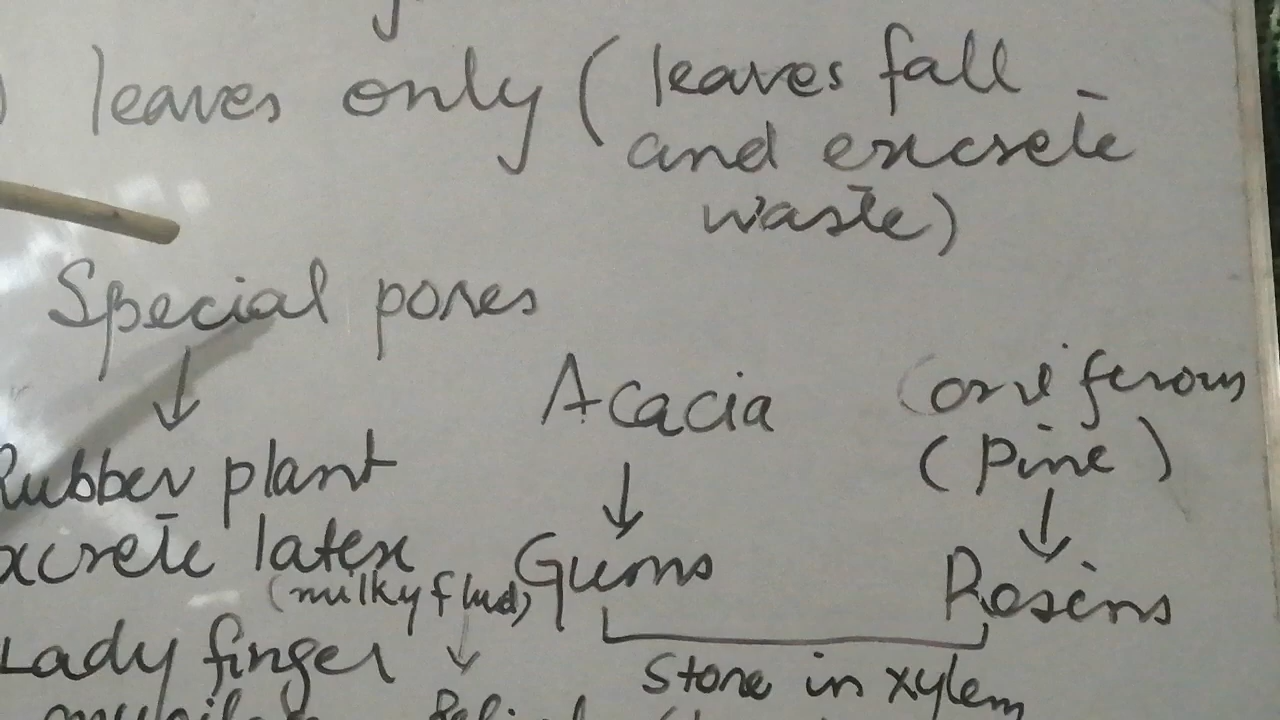 leaves only (leaves fall
and excrete
waste)
Special pores
Acacia
Coniferous
(Pine)
Rubber plant
excrete latex
(milky fluid)
Gums
Resins
Lady finger
Store in xylem